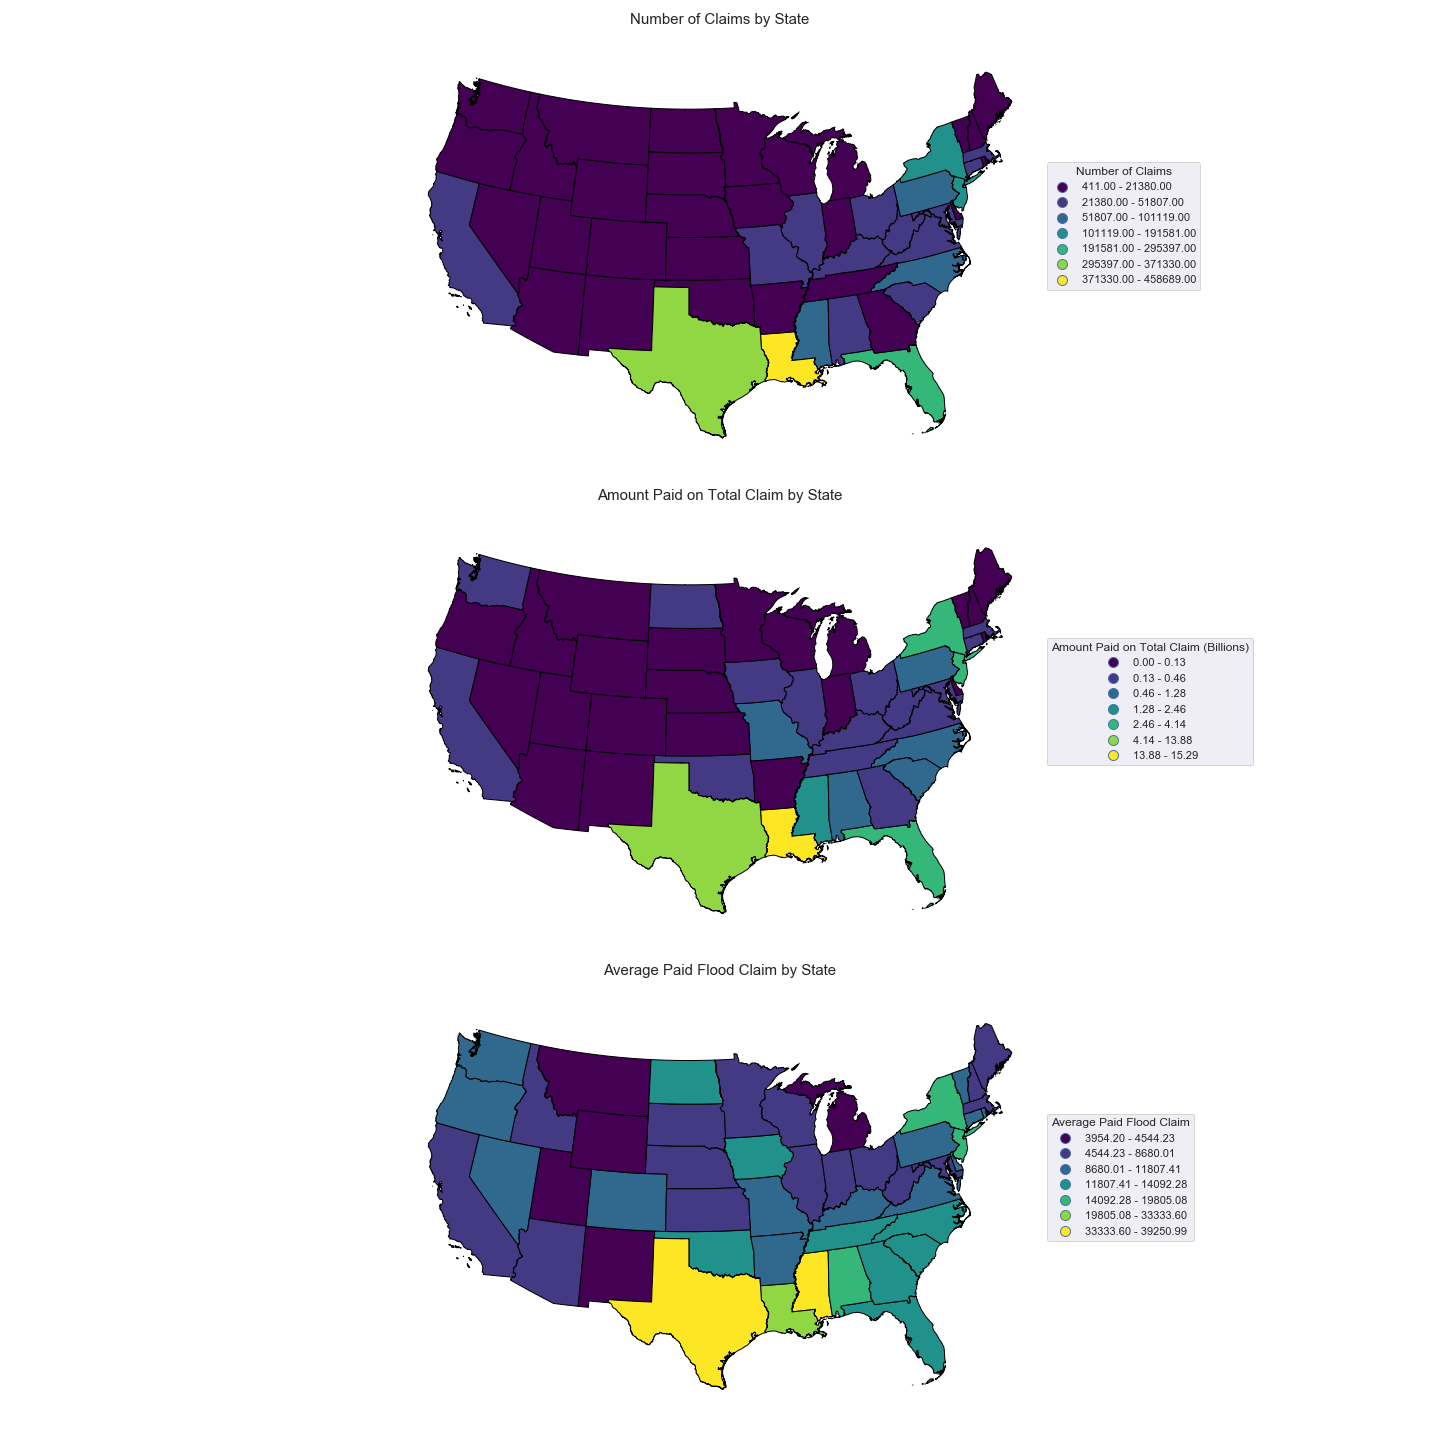 Number of Claims by State
Number of Claims
411.00 - 21380.00
21380.00 - 51807.00
51807.00 - 101119.00
101119.00 - 191581.00
191581.00 - 295397.00
295397.00 - 371330.00
371330.00 - 458689.00
Amount Paid on Total Claim by State
Amount Paid on Total Claim (Billions)
0.00 - 0.13
0.13 - 0.46
0.46 - 1.28
1.28 - 2.46
2.46 - 4.14
4.14 - 13.88
13.88 - 15.29
Average Paid Flood Claim by State
Average Paid Flood Claim
3954.20 - 4544.23
4544.23 - 8680.01
8680.01 - 11807.41
11807.41 - 14092.28
14092.28 - 19805.08
19805.08 - 33333.60
33333.60 - 39250.99